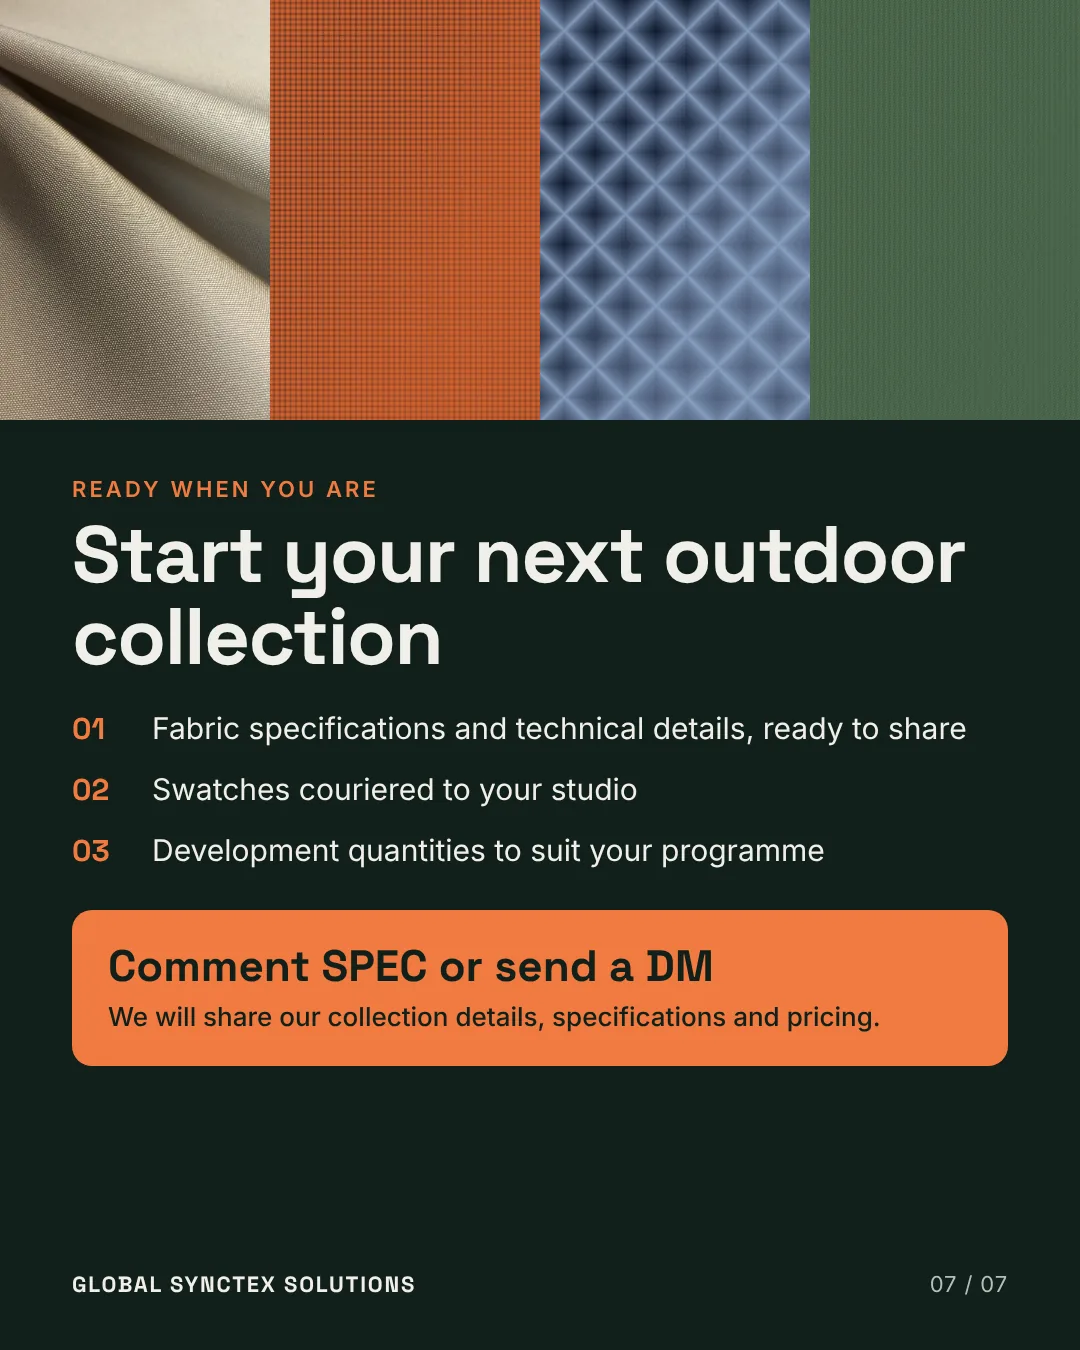 READY WHEN YOU ARE
Start your next outdoor
collection
01 Fabric specifications and technical details, ready to share
02 Swatches couriered to your studio
03 Development quantities to suit your programme
Comment SPEC or send a DM
We will share our collection details, specifications and pricing.
GLOBAL SYNCTEX SOLUTIONS
07 / 07